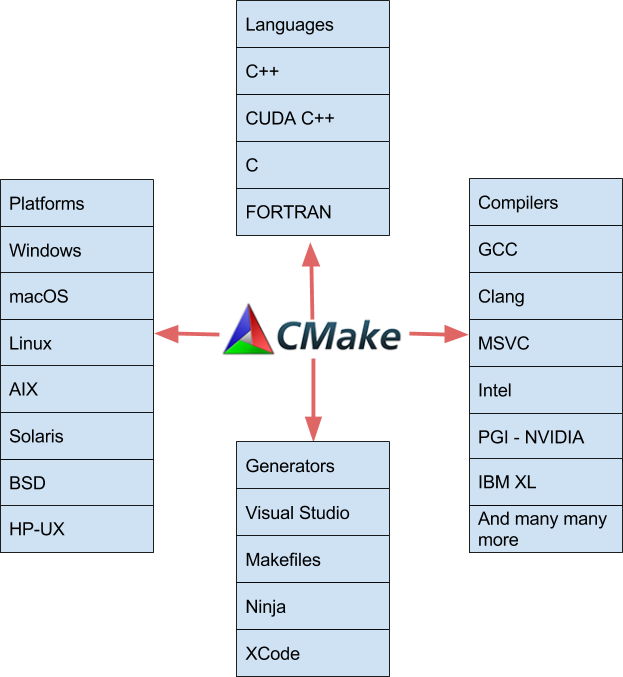 Languages
C++
CUDA C++
C
FORTRAN
Platforms
Windows
macOS
Linux
AIX
Solaris
BSD
HP-UX
CMake
Compilers
GCC
Clang
MSVC
Intel
PGI - NVIDIA
IBM XL
And many many
more
Generators
Visual Studio
Makefiles
Ninja
XCode